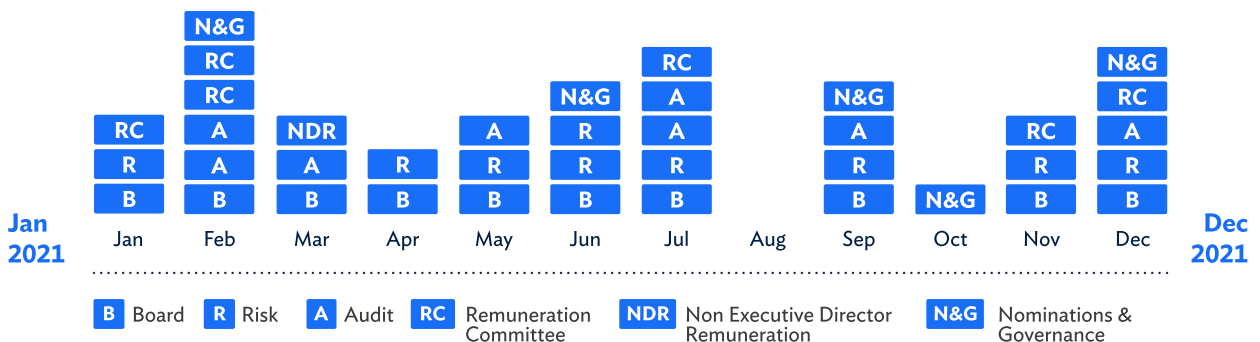 N&G
RC
RC RC
N&G A N&G RC
RC A NDR A R A A RC A
R A A R R R R R R R
B B B B B B B B N&G B B
Jan Feb Mar Apr May Jun Jul Aug Sep Oct Nov Dec
Jan
2021
Dec
2021
B Board R Risk A Audit RC Remuneration
Committee
NDR Non Executive Director
Remuneration
N&G Nominations &
Governance